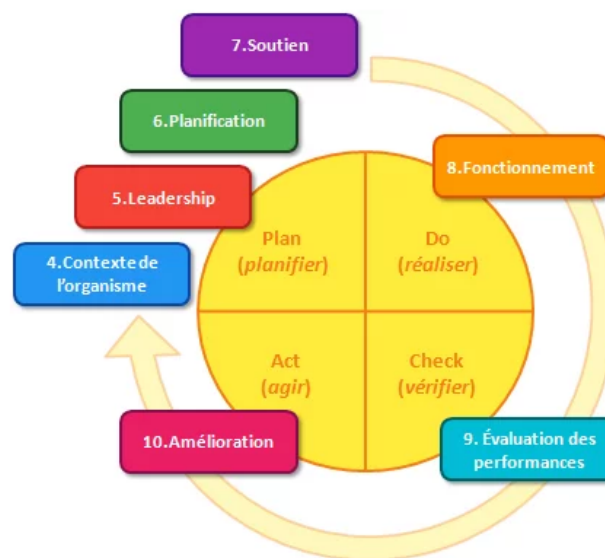 7.Soutien
6.Planification
8.Fonctionnement
5.Leadership
Plan
(planifier)
Do
(réaliser)
4.Contexte de
l'organisme
Act
(agir)
Check
(vérifier)
10.Amélioration
9. Évaluation des
performances